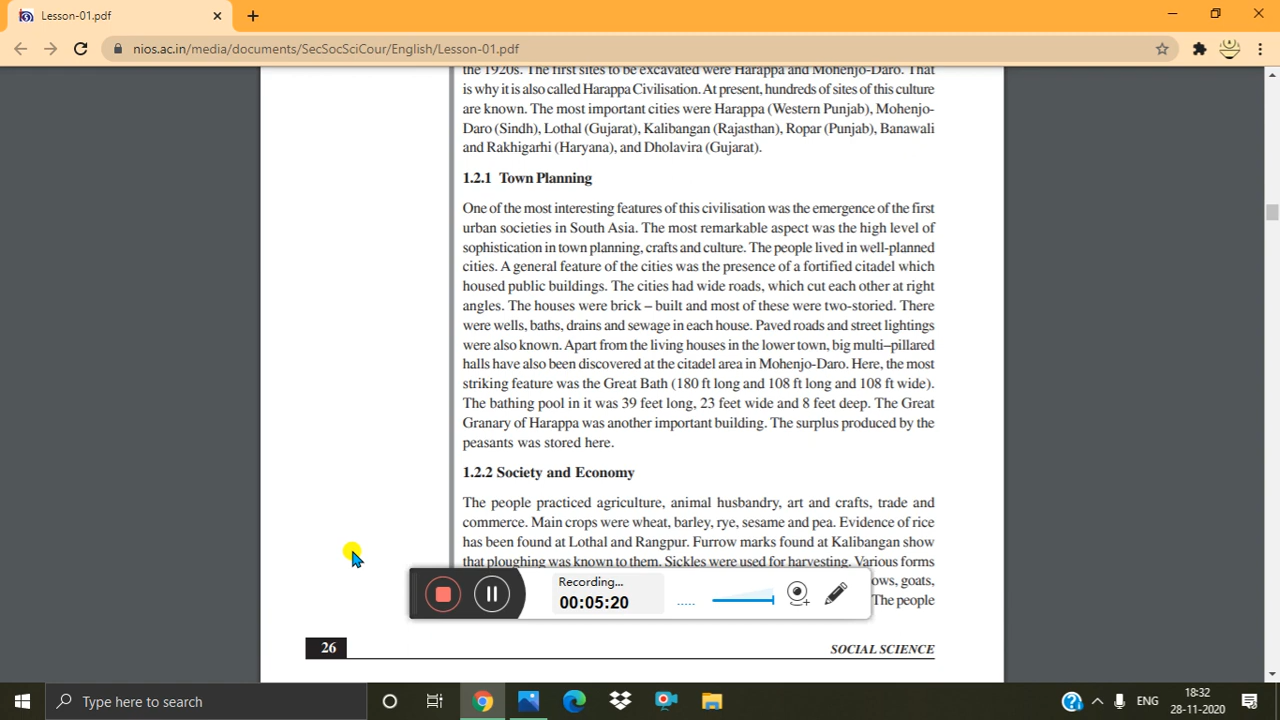 Lesson-01.pdf
nios.ac.in/media/documents/SecSocSciCour/English/Lesson-01.pdf
the 1920s. The first sites to be excavated were Harappa and Mohenjo-Daro. That
is why it is also called Harappa Civilisation. At present, hundreds of sites of this culture
are known. The most important cities were Harappa (Western Punjab), Mohenjo-
Daro (Sindh), Lothal (Gujarat), Kalibangan (Rajasthan), Ropar (Punjab), Banawali
and Rakhigarhi (Haryana), and Dholavira (Gujarat).
1.2.1 Town Planning
One of the most interesting features of this civilisation was the emergence of the first
urban societies in South Asia. The most remarkable aspect was the high level of
sophistication in town planning, crafts and culture. The people lived in well-planned
cities. A general feature of the cities was the presence of a fortified citadel which
housed public buildings. The cities had wide roads, which cut each other at right
angles. The houses were brick – built and most of these were two-storied. There
were wells, baths, drains and sewage in each house. Paved roads and street lightings
were also known. Apart from the living houses in the lower town, big multi–pillared
halls have also been discovered at the citadel area in Mohenjo-Daro. Here, the most
striking feature was the Great Bath (180 ft long and 108 ft long and 108 ft wide).
The bathing pool in it was 39 feet long, 23 feet wide and 8 feet deep. The Great
Granary of Harappa was another important building. The surplus produced by the
peasants was stored here.
1.2.2 Society and Economy
The people practiced agriculture, animal husbandry, art and crafts, trade and
commerce. Main crops were wheat, barley, rye, sesame and pea. Evidence of rice
has been found at Lothal and Rangpur. Furrow marks found at Kalibangan show
that ploughing was known to them. Sickles were used for harvesting. Various forms
goats,
The people
Recording...
00:05:20
26
SOCIAL SCIENCE
Type here to search
ENG
18:32
28-11-2020